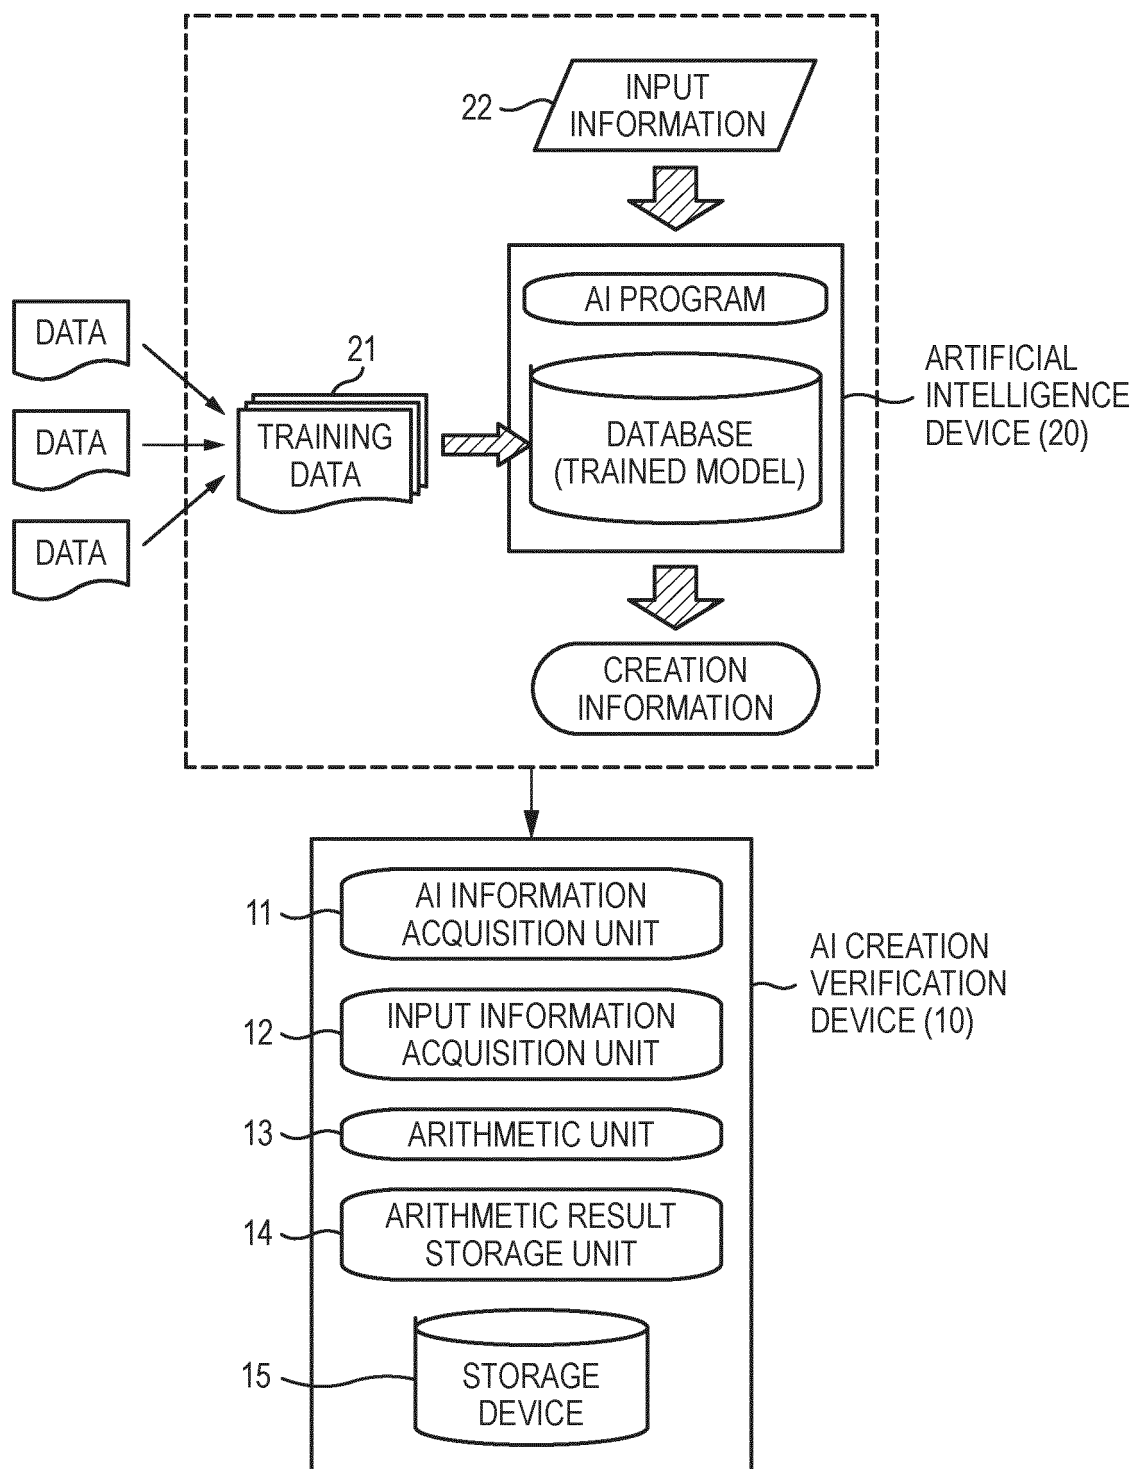 INPUT
INFORMATION
22
AI PROGRAM
DATA
21
ARTIFICIAL
INTELLIGENCE
DEVICE (20)
DATA
TRAINING
DATA
DATABASE
(TRAINED MODEL)
DATA
CREATION
INFORMATION
11
AI INFORMATION
ACQUISITION UNIT
AI CREATION
VERIFICATION
DEVICE (10)
12
INPUT INFORMATION
ACQUISITION UNIT
13
ARITHMETIC UNIT
14
ARITHMETIC RESULT
STORAGE UNIT
15
STORAGE
DEVICE